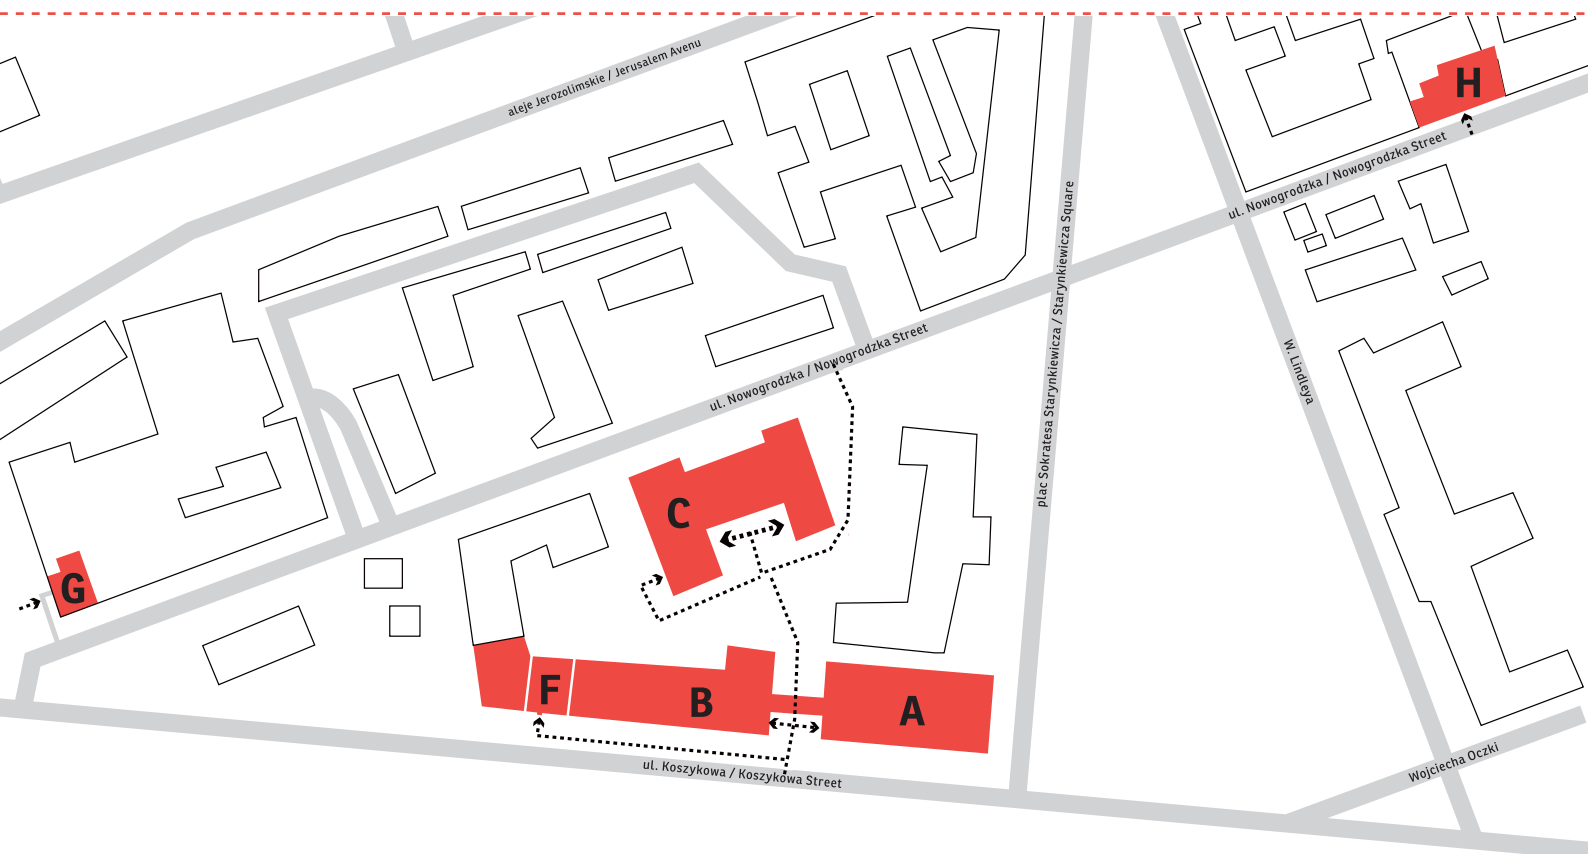 aleje Jerozolimskie / Jerusalem Avenu
H
ul. Nowogrodzka / Nowogrodzka Street
plac Sokratesa Starynkiewicza / Starynkiewicza Square
W. Lindleya
ul. Nowogrodzka / Nowogrodzka Street
C
G
F
B
A
ul. Koszykowa / Koszykowa Street
Wojciecha Oczki